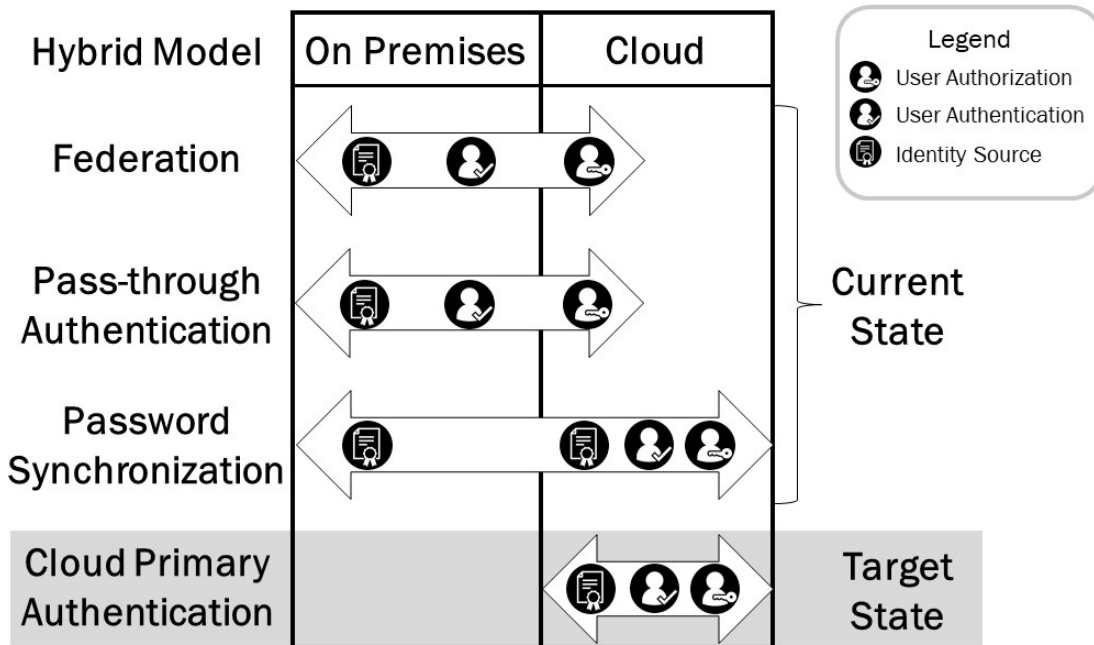 Hybrid Model
On Premises
Cloud
Legend
User Authorization
User Authentication
Identity Source
Federation
Pass-through
Authentication
Current
State
Password
Synchronization
Cloud Primary
Authentication
Target
State